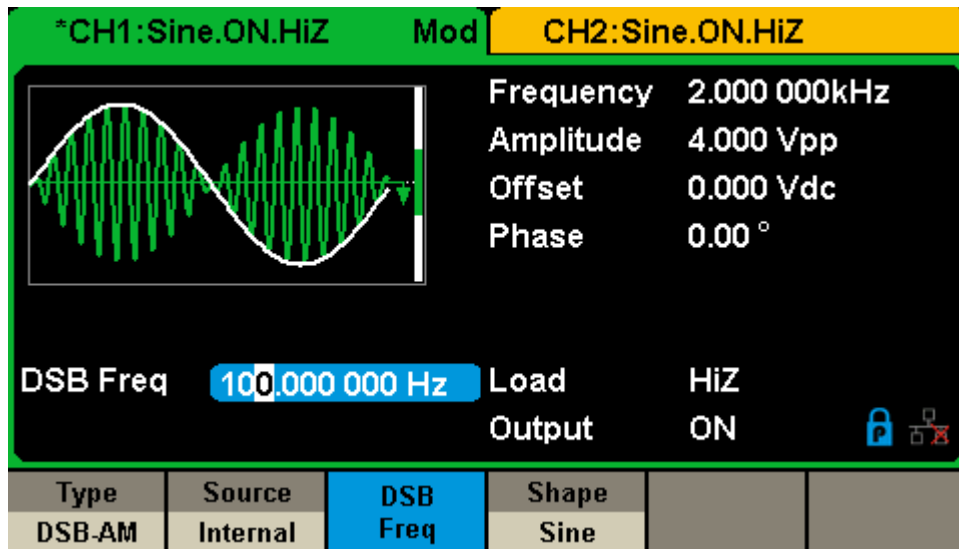 *CH1:Sine.ON.HiZ Mod CH2:Sine.ON.HiZ
Frequency 2.000 000kHz
Amplitude 4.000 Vpp
Offset 0.000 Vdc
Phase 0.00 °
DSB Freq 100.000 000 Hz Load HiZ
Output ON P
Type Source DSB Freq Shape
DSB-AM Internal Sine